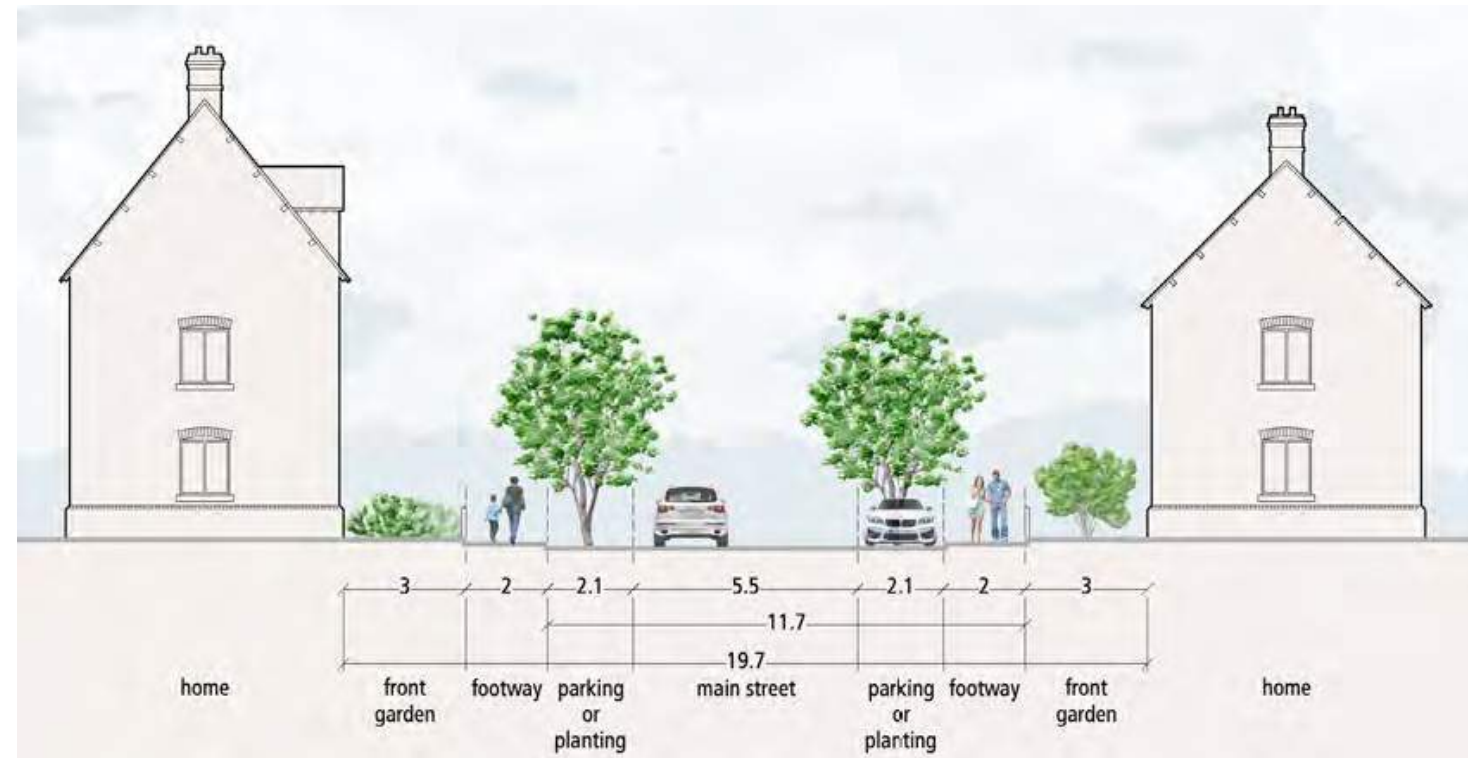 3 2 2.1 5.5 2.1 2 3
11.7
19.7
home
front
garden
footway
parking
or
planting
main street
parking
or
planting
footway
front
garden
home